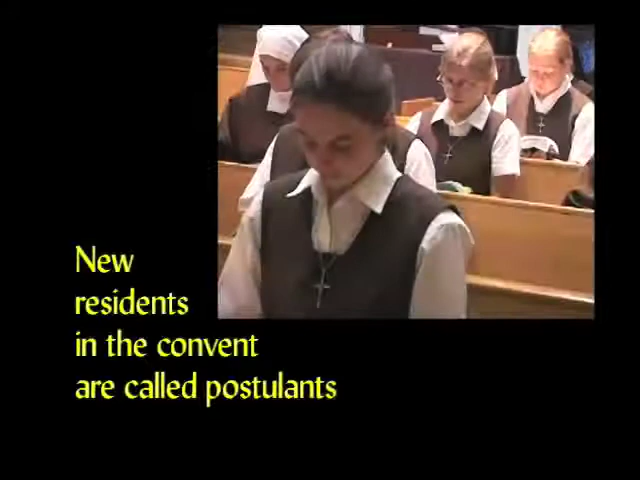 New
residents
in the convent
are called postulants